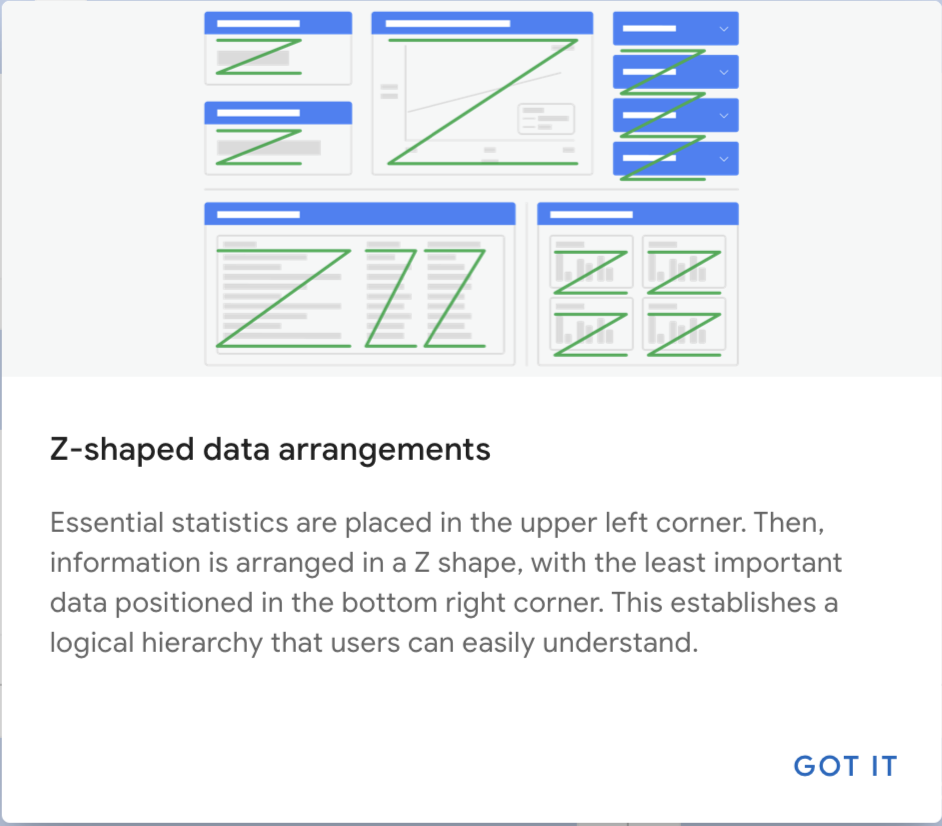 Z-shaped data arrangements
Essential statistics are placed in the upper left corner. Then,
information is arranged in a Z shape, with the least important
data positioned in the bottom right corner. This establishes a
logical hierarchy that users can easily understand.
GOT IT